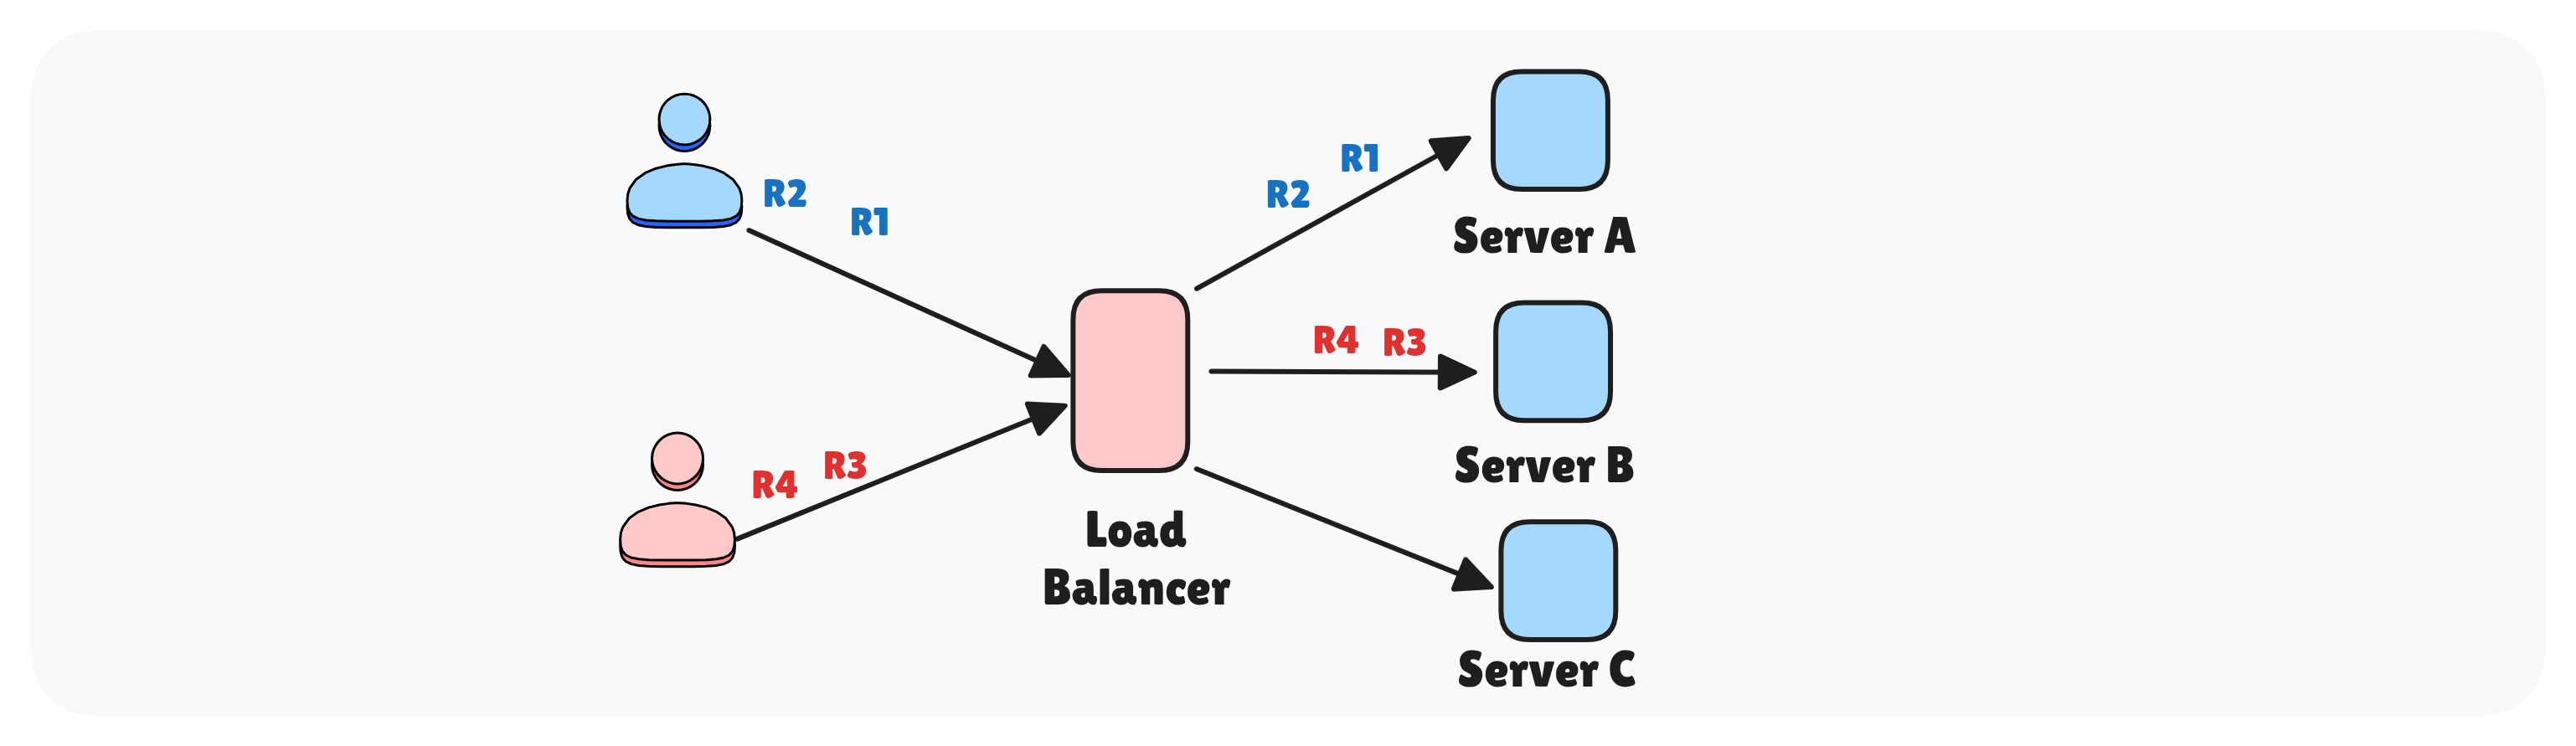 R2
R1
R4
R3
Load
Balancer
R2
R1
R4 R3
Server A
Server B
Server C